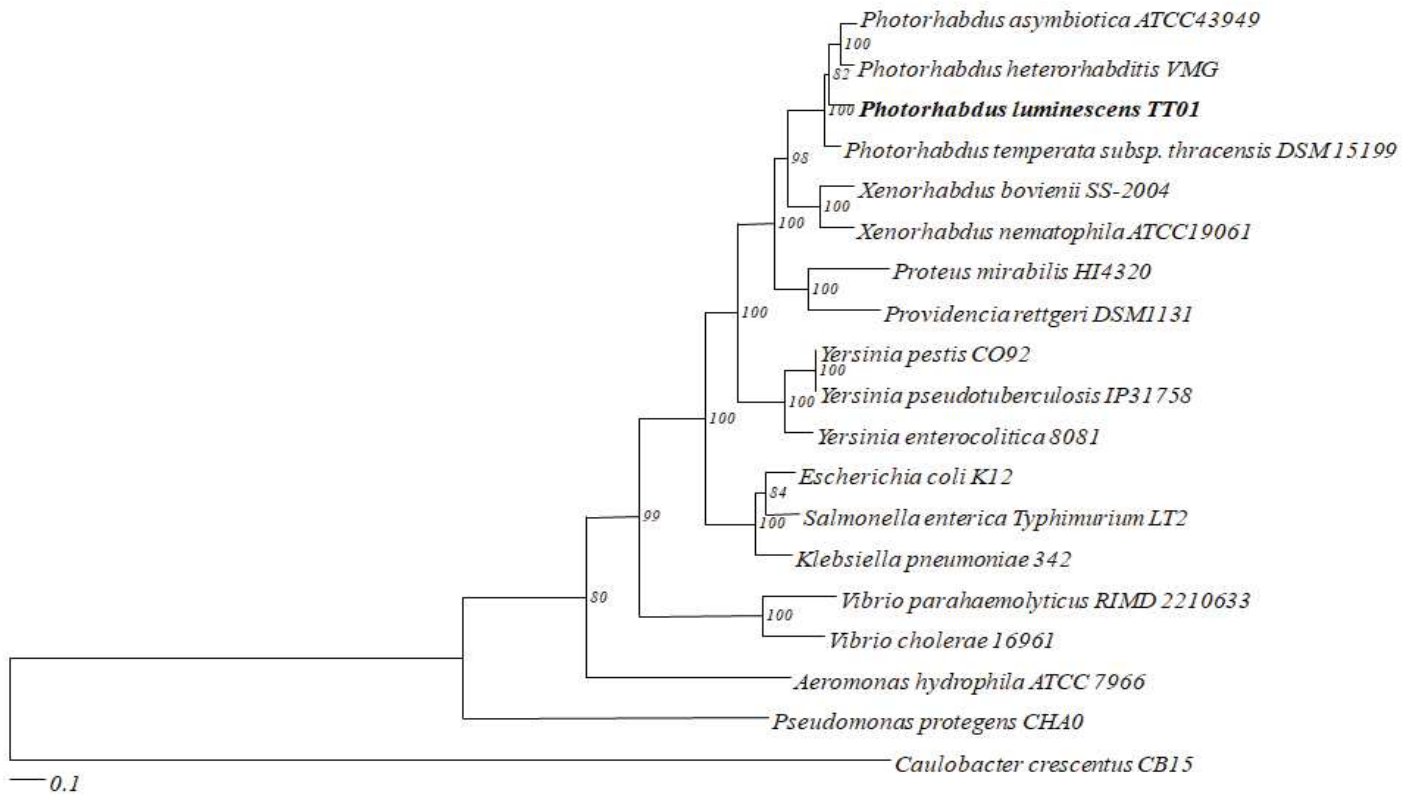 Photorhabdus asymbiotica ATCC43949
100
Photorhabdus heterorhabditis VMG
82
100 Photorhabdus luminescens TT01
Photorhabdus temperata subsp. thracensis DSM 15199
98
Xenorhabdus bovienii SS-2004
100
100
Xenorhabdus nematophila ATCC19061
Proteus mirabilis HI4320
100
100
Providencia rettgeri DSM1131
Yersinia pestis CO92
100
100
Yersinia pseudotuberculosis IP31758
100
Yersinia enterocolitica 8081
Escherichia coli K12
84
99
Salmonella enterica Typhimurium LT2
100
Klebsiella pneumoniae 342
80
Vibrio parahaemolyticus RIMD 2210633
100
Vibrio cholerae 16961
Aeromonas hydrophila ATCC 7966
Pseudomonas protegens CHA0
Caulobacter crescentus CB15
0.1